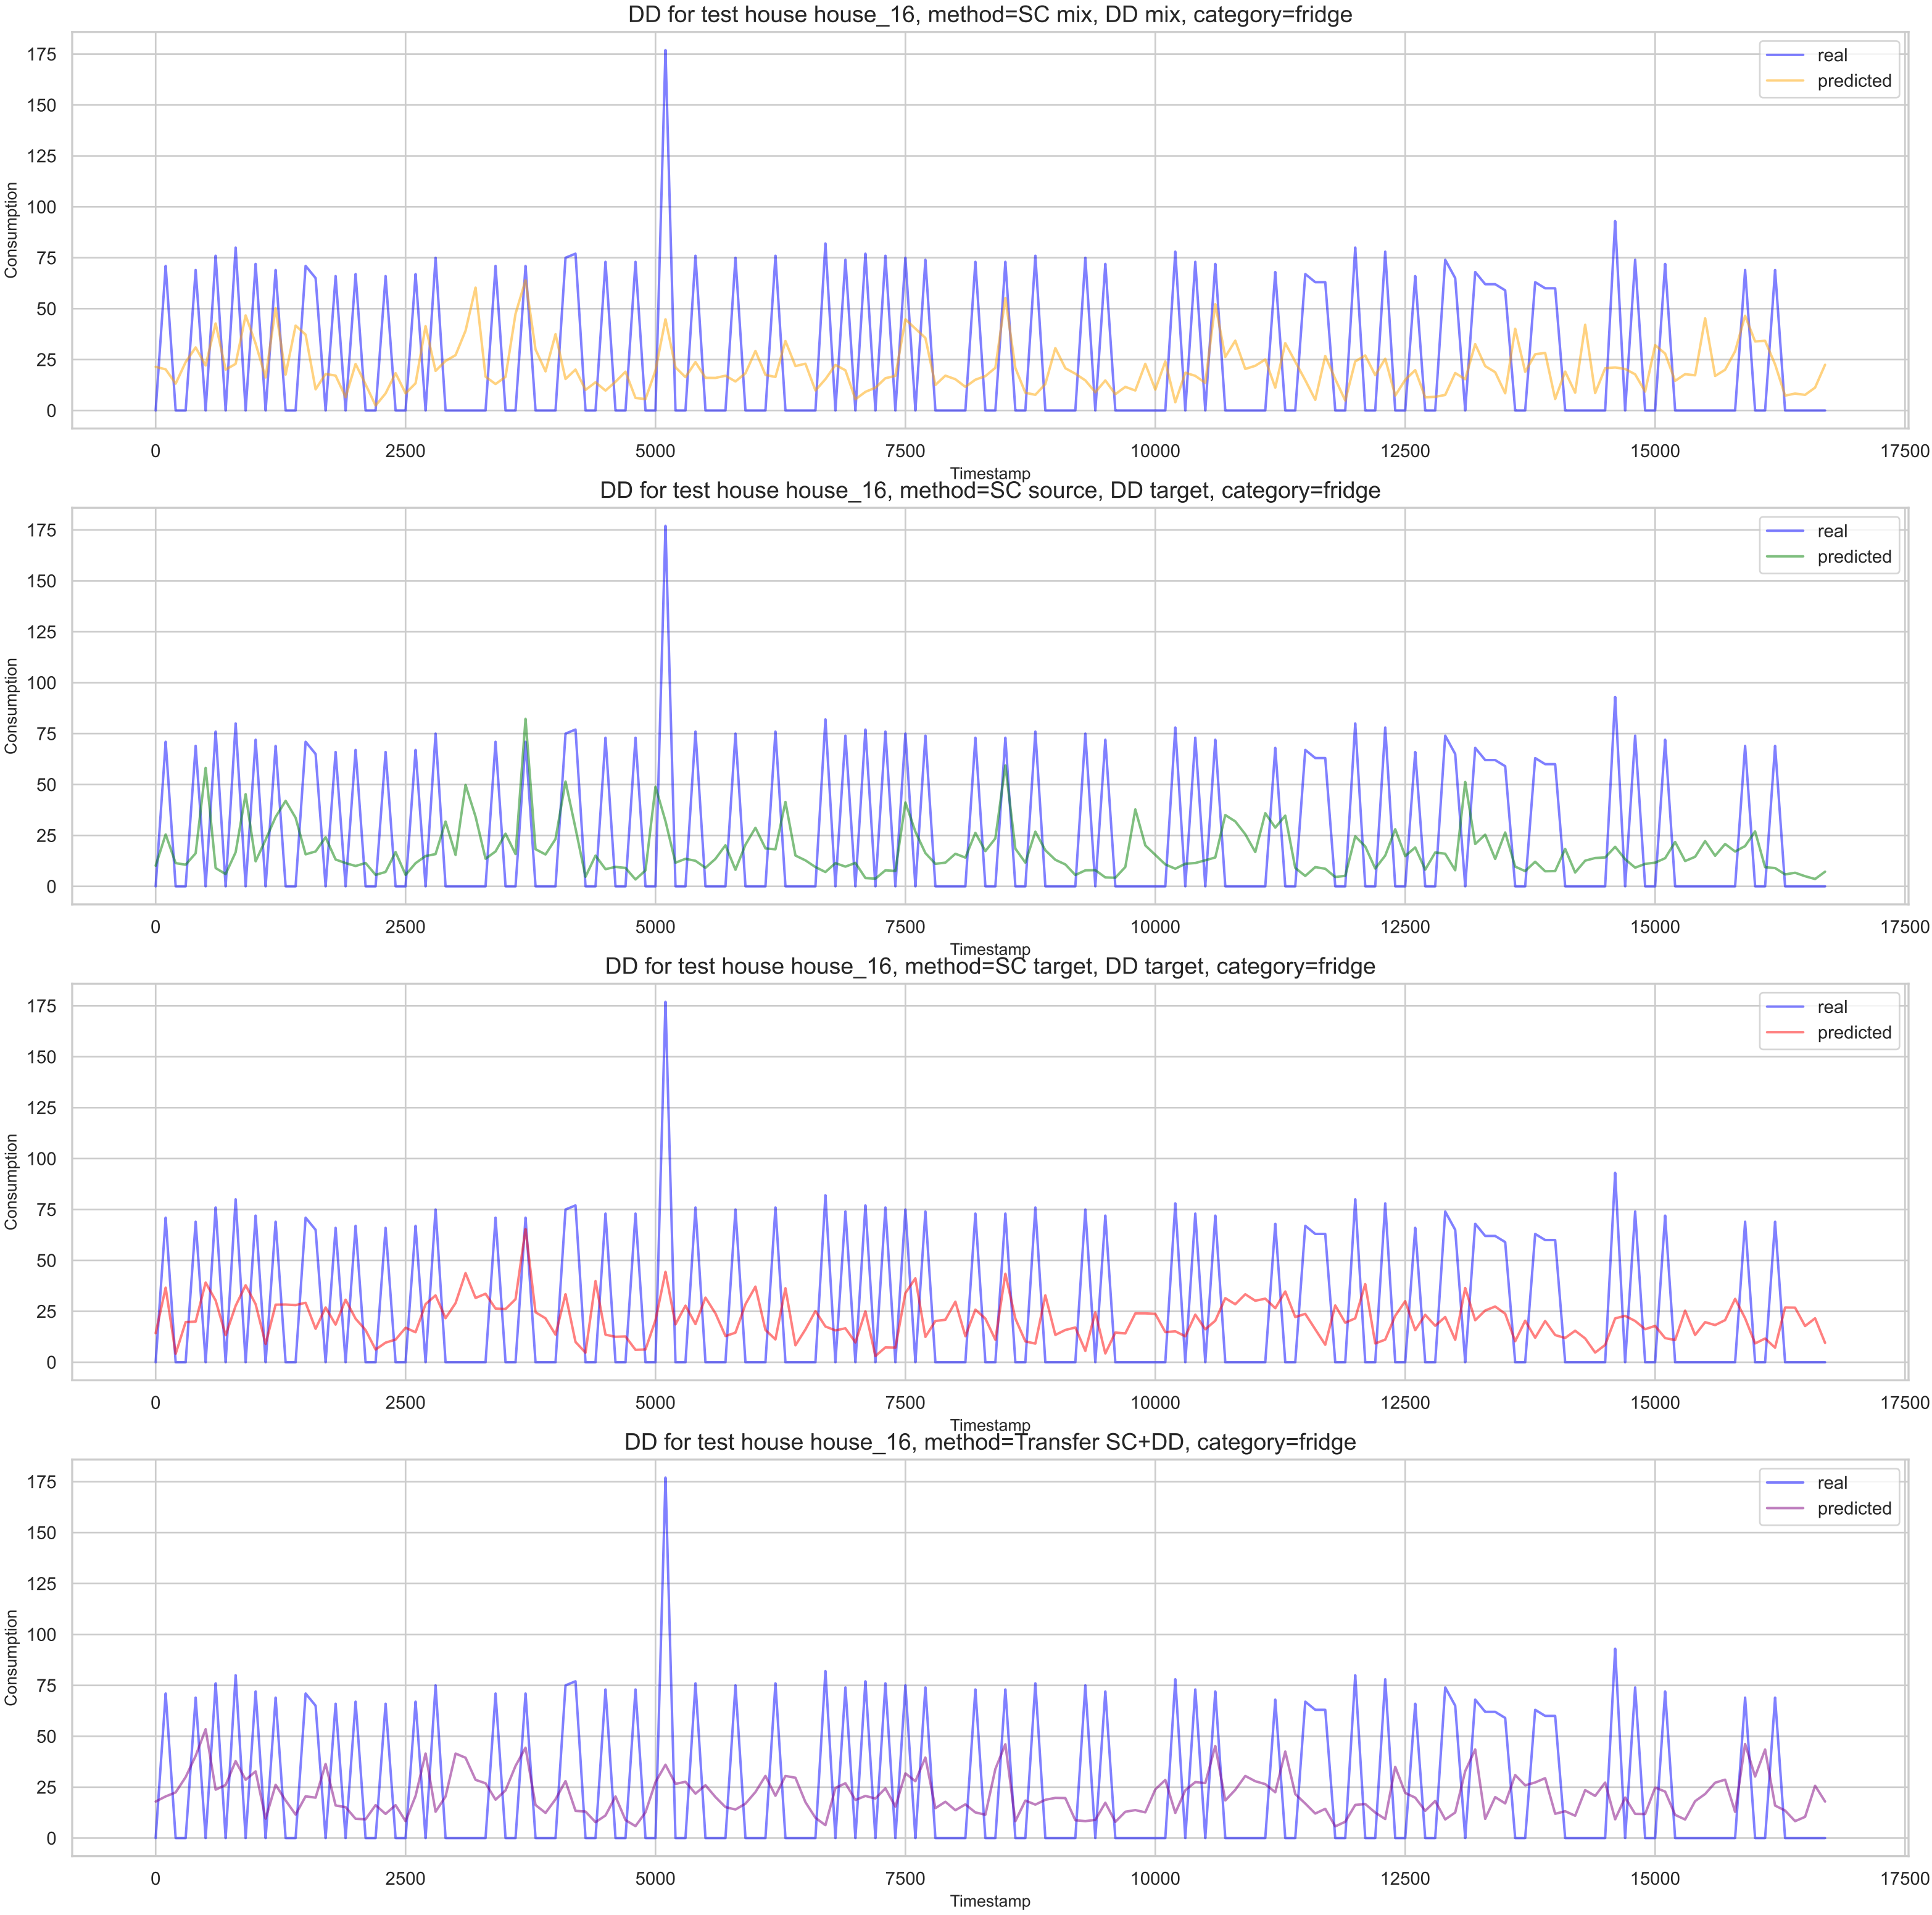 DD for test house house_16, method=SC mix, DD mix, category=fridge
real
predicted
175
150
125
100
75
50
25
0
Consumption
0 2500 5000 7500 10000 12500 15000 17500
Timestamp
DD for test house house_16, method=SC source, DD target, category=fridge
real
predicted
175
150
125
100
75
50
25
0
Consumption
0 2500 5000 7500 10000 12500 15000 17500
Timestamp
DD for test house house_16, method=SC target, DD target, category=fridge
real
predicted
175
150
125
100
75
50
25
0
Consumption
0 2500 5000 7500 10000 12500 15000 17500
Timestamp
DD for test house house_16, method=Transfer SC+DD, category=fridge
real
predicted
175
150
125
100
75
50
25
0
Consumption
0 2500 5000 7500 10000 12500 15000 17500
Timestamp